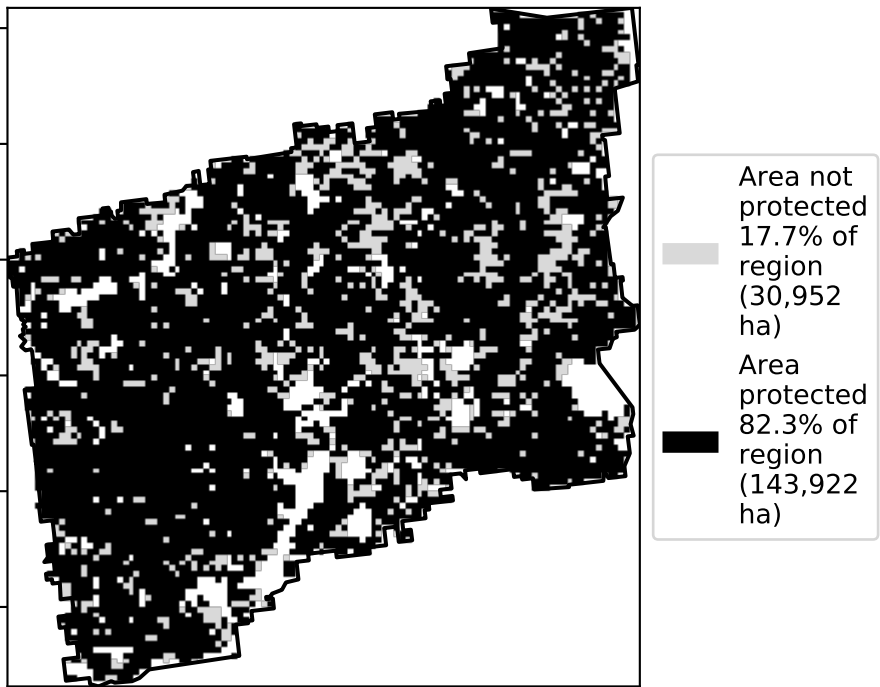 Area not
protected
17.7% of
region
(30,952
ha)
Area
protected
82.3% of
region
(143,922
ha)